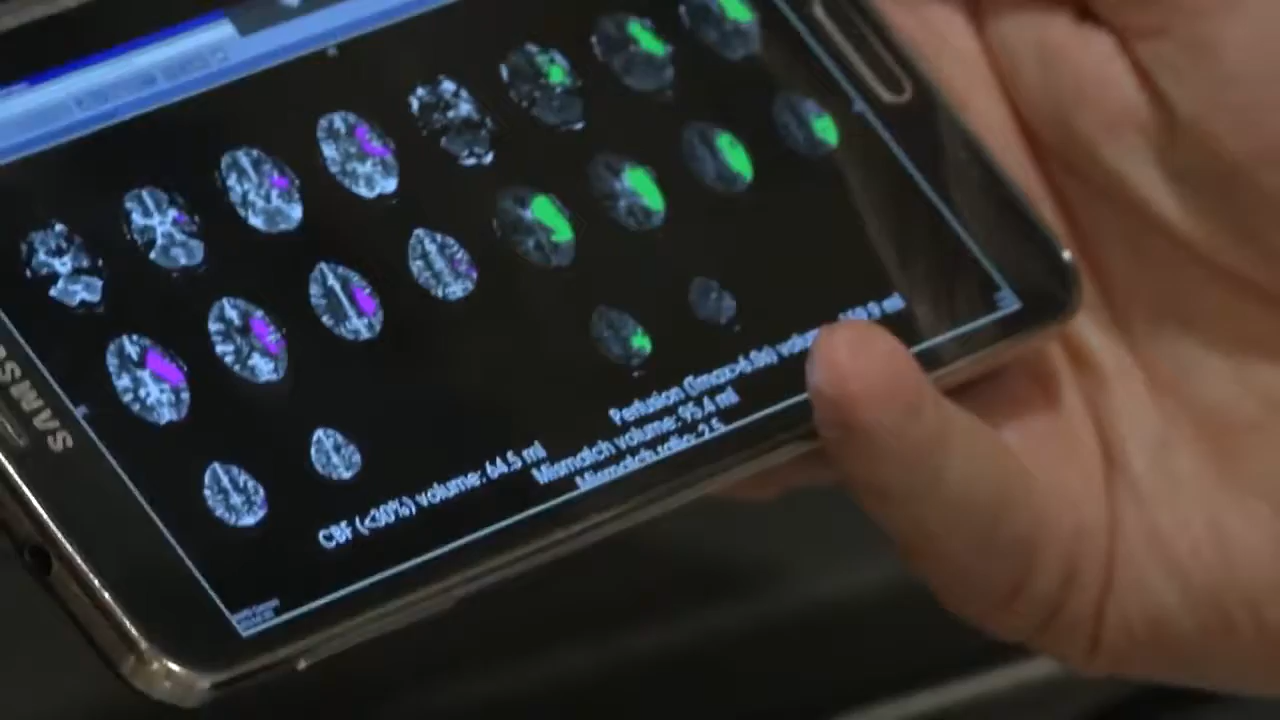 SAMSUNG
CBF (<30%) volume: 64.5 ml
Perfusion (Tmax>6.0s) volume:
Mismatch volume: 95.4 ml
Mismatch ratio: 2.5